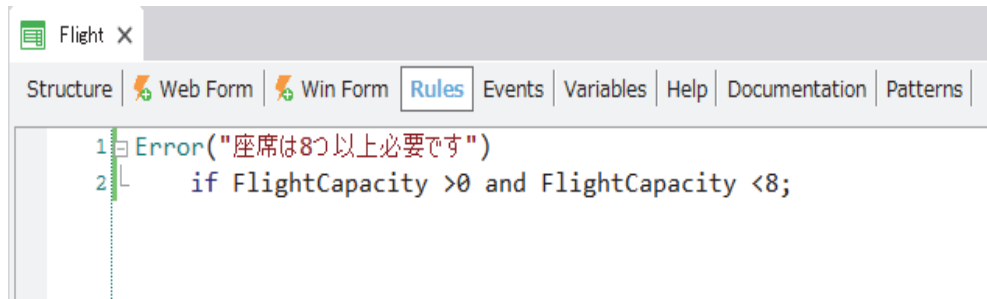 Flight
Structure Web Form Win Form Rules Events Variables Help Documentation Patterns
1 Error("座席は8つ以上必要です")
2 if FlightCapacity >0 and FlightCapacity <8;